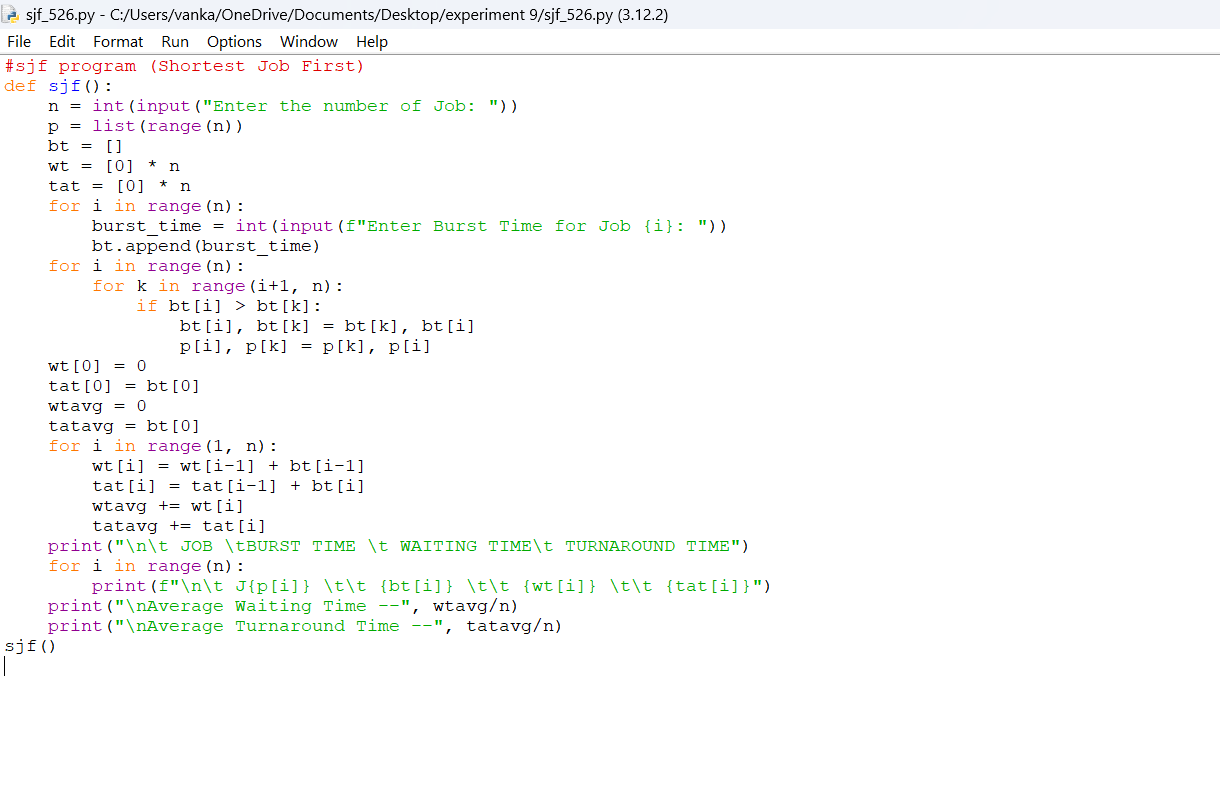 sjf_526.py - C:/Users/vanka/OneDrive/Documents/Desktop/experiment 9/sjf_526.py (3.12.2)
File Edit Format Run Options Window Help
#sjf program (Shortest Job First)
def sjf():
    n = int(input("Enter the number of Job: "))
    p = list(range(n))
    bt = []
    wt = [0] * n
    tat = [0] * n
    for i in range(n):
        burst_time = int(input(f"Enter Burst Time for Job {i}: "))
        bt.append(burst_time)
    for i in range(n):
        for k in range(i+1, n):
            if bt[i] > bt[k]:
                bt[i], bt[k] = bt[k], bt[i]
                p[i], p[k] = p[k], p[i]
    wt[0] = 0
    tat[0] = bt[0]
    wtavg = 0
    tatavg = bt[0]
    for i in range(1, n):
        wt[i] = wt[i-1] + bt[i-1]
        tat[i] = tat[i-1] + bt[i]
        wtavg += wt[i]
        tatavg += tat[i]
    print("\n\t JOB \tBURST TIME \t WAITING TIME\t TURNAROUND TIME")
    for i in range(n):
        print(f"\n\t J{p[i]} \t\t {bt[i]} \t\t {wt[i]} \t\t {tat[i]}")
    print("\nAverage Waiting Time --", wtavg/n)
    print("\nAverage Turnaround Time --", tatavg/n)
sjf()